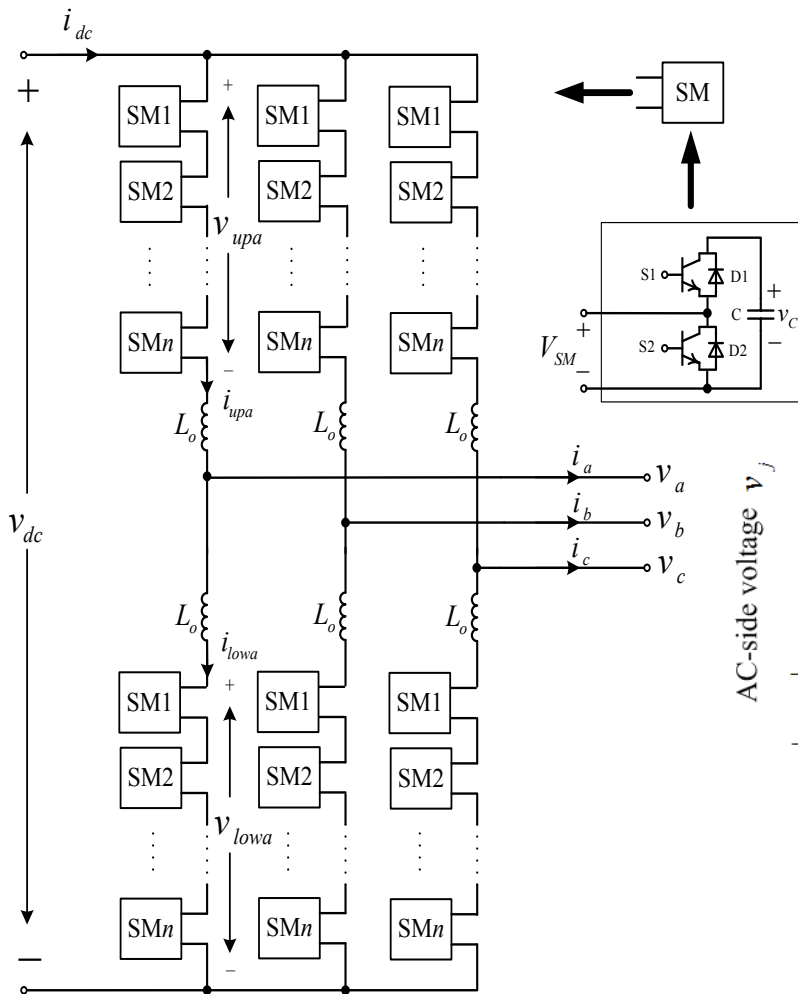 i_dc
+
SM1
SM2
SMn
+
v_upa
−
i_upa
L_o
SM1
SM2
SMn
L_o
SM1
SM2
SMn
L_o
v_dc
i_a
v_a
i_b
v_b
i_c
v_c
L_o
i_lowa
L_o
L_o
SM1
SM2
SMn
+
v_lowa
−
SM1
SM2
SMn
SM1
SM2
SMn
−
SM
S1
D1
+
C
v_C
−
+
V_SM
−
S2
D2
AC-side voltage v_j